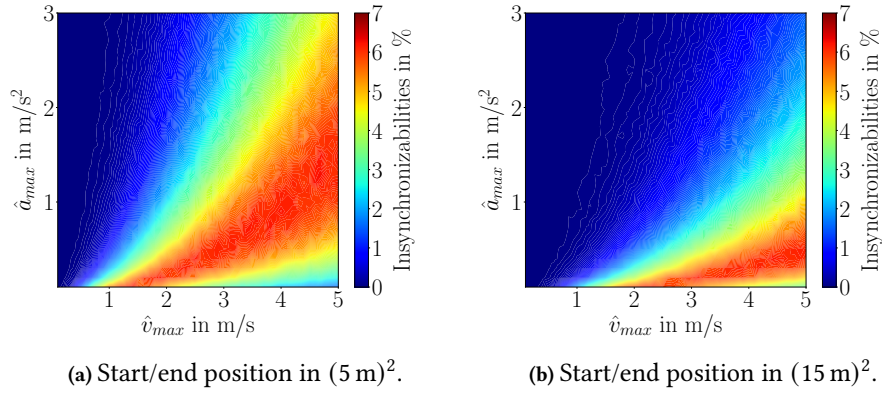 3
2
1
â_max in m/s²
1 2 3 4 5
v̂_max in m/s
7
6
5
4
3
2
1
0
Insynchronizabilities in %
(a) Start/end position in (5 m)².
3
2
1
â_max in m/s²
1 2 3 4 5
v̂_max in m/s
7
6
5
4
3
2
1
0
Insynchronizabilities in %
(b) Start/end position in (15 m)².